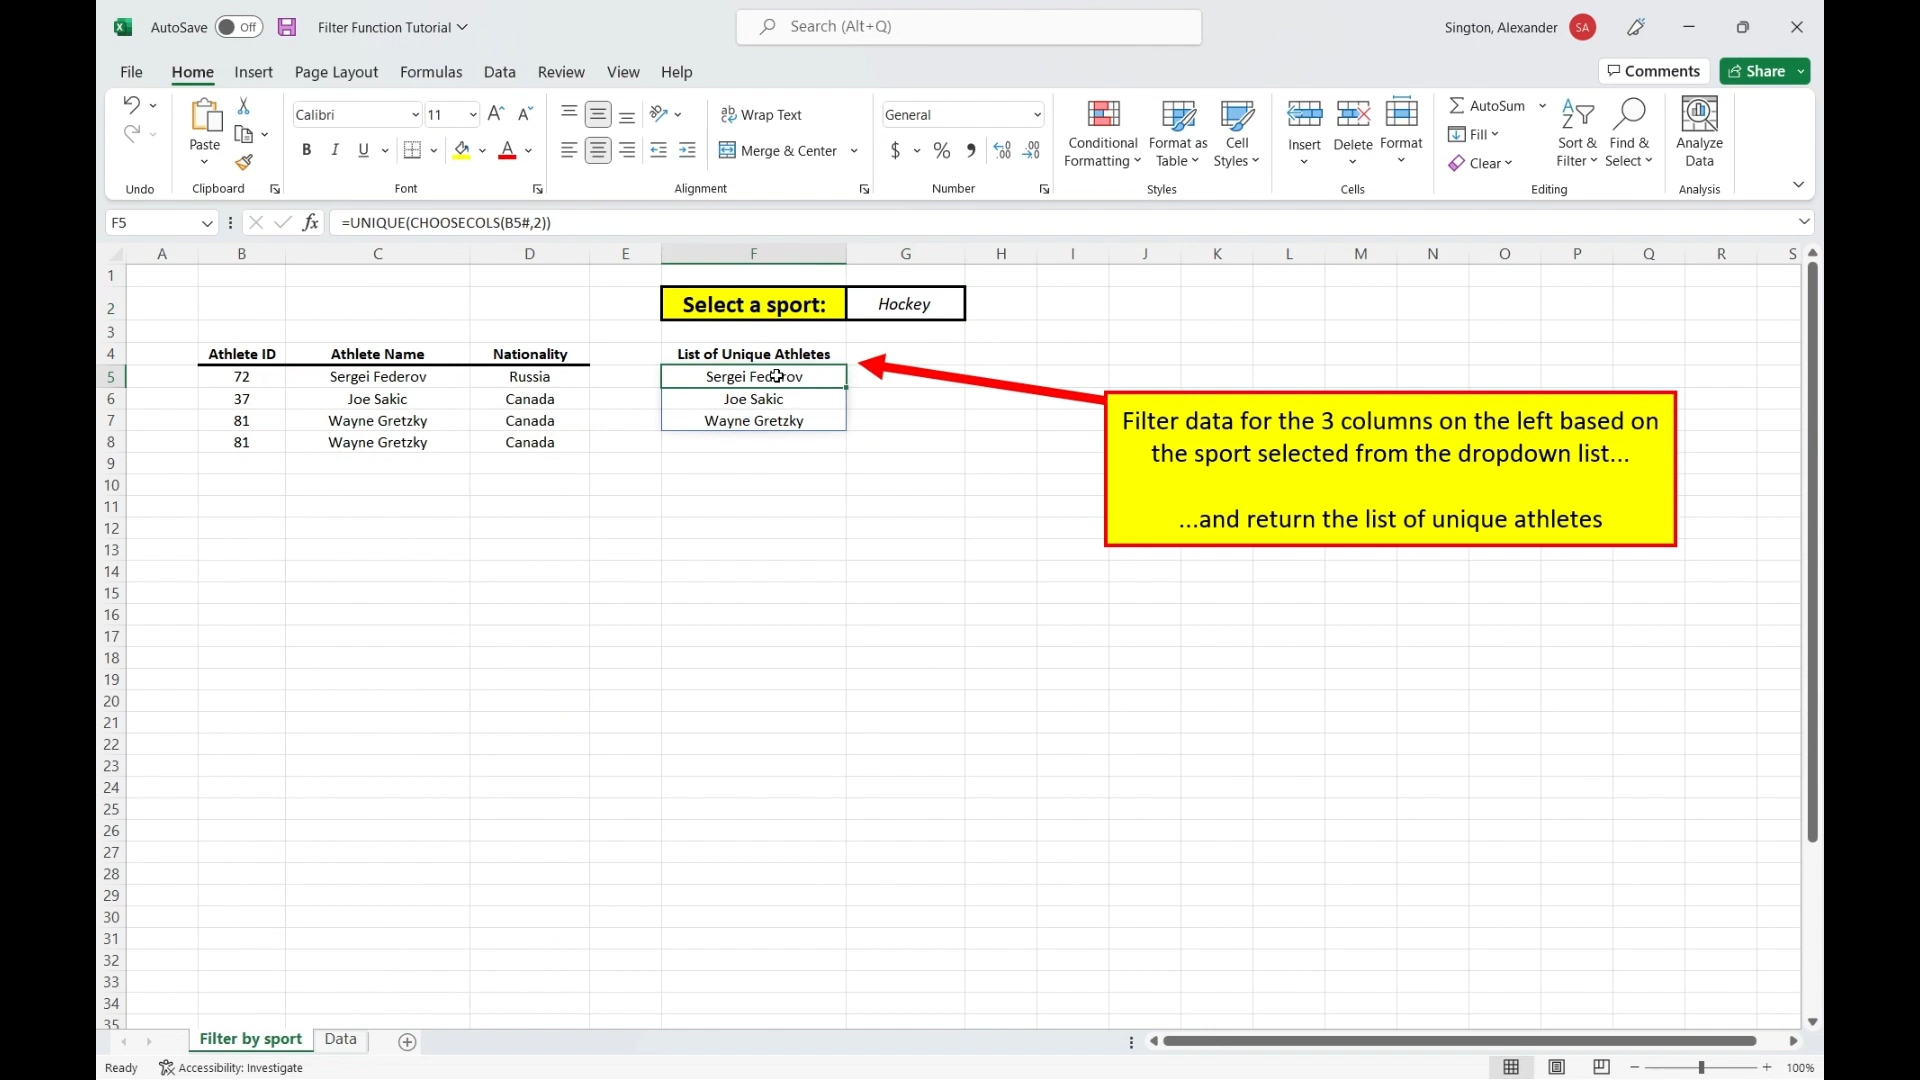 AutoSave Off Filter Function Tutorial Search (Alt+Q) Sington, Alexander SA
File Home Insert Page Layout Formulas Data Review View Help Comments Share
Calibri 11 Wrap Text General AutoSum
Paste Conditional Format as Cell Insert Delete Format Fill Sort & Find & Analyze
B I U Merge & Center $ % Formatting Table Styles Clear Filter Select Data
Undo Clipboard Font Alignment Number Styles Cells Editing Analysis
F5 fx =UNIQUE(CHOOSECOLS(B5#,2))
A B C D E F G H I J K L M N O P Q R S
1
2 Select a sport: Hockey
3
4 Athlete ID Athlete Name Nationality List of Unique Athletes
5 72 Sergei Federov Russia Sergei Federov
6 37 Joe Sakic Canada Joe Sakic
7 81 Wayne Gretzky Canada Wayne Gretzky
8 81 Wayne Gretzky Canada
Filter data for the 3 columns on the left based on
the sport selected from the dropdown list...
...and return the list of unique athletes
9
10
11
12
13
14
15
16
17
18
19
20
21
22
23
24
25
26
27
28
29
30
31
32
33
34
35
Filter by sport Data
Ready Accessibility: Investigate 100%